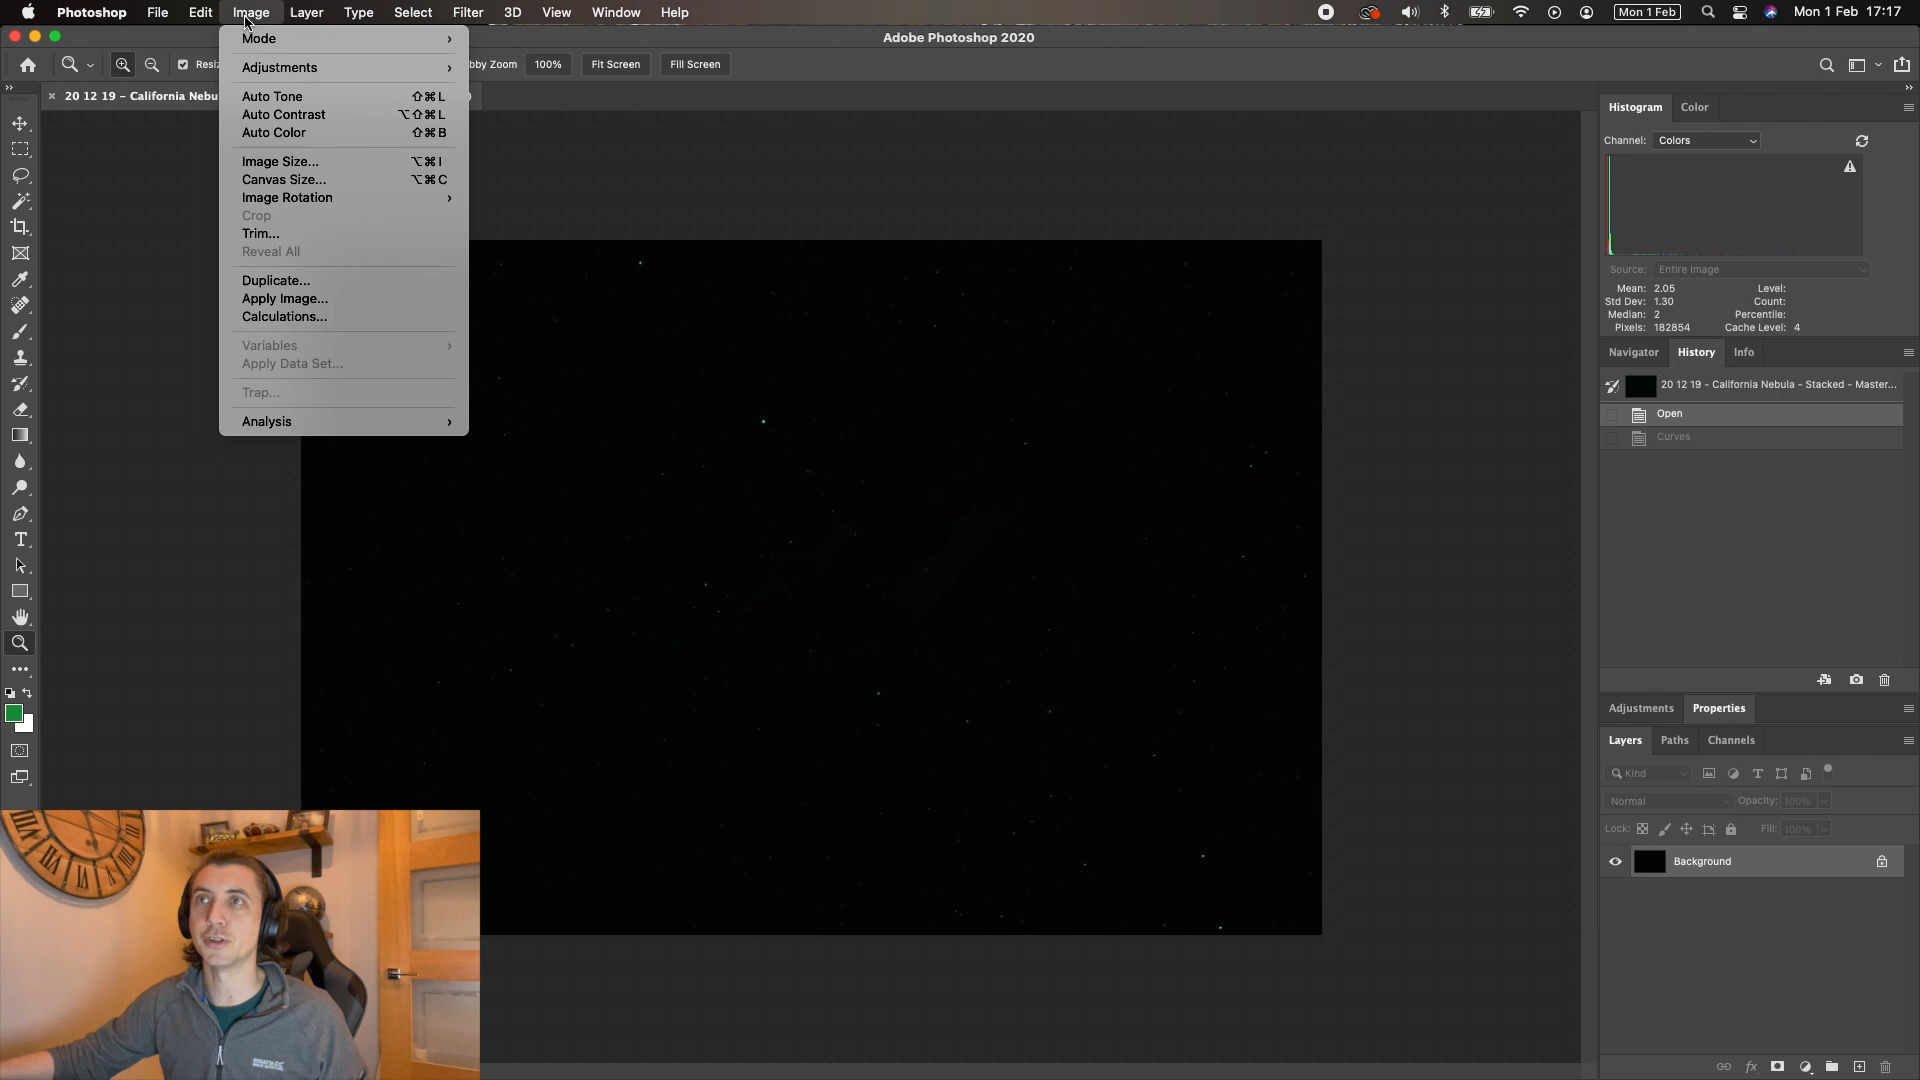 Photoshop File Edit Image Layer Type Select Filter 3D View Window Help Mon 1 Feb Mon 1 Feb 17:17
Adobe Photoshop 2020
Resiz bby Zoom 100% Fit Screen Fill Screen
20 12 19 – California Nebu
Mode
Adjustments
Auto Tone ⇧⌘L
Auto Contrast ⌥⇧⌘L
Auto Color ⇧⌘B
Image Size... ⌥⌘I
Canvas Size... ⌥⌘C
Image Rotation
Crop
Trim...
Reveal All
Duplicate...
Apply Image...
Calculations...
Variables
Apply Data Set...
Trap...
Analysis
Histogram Color
Channel: Colors
Source: Entire Image
Mean: 2.05 Level:
Std Dev: 1.30 Count:
Median: 2 Percentile:
Pixels: 182854 Cache Level: 4
Navigator History Info
20 12 19 - California Nebula - Stacked - Master...
Open
Curves
Adjustments Properties
Layers Paths Channels
Kind
Normal Opacity: 100%
Lock: Fill: 100%
Background